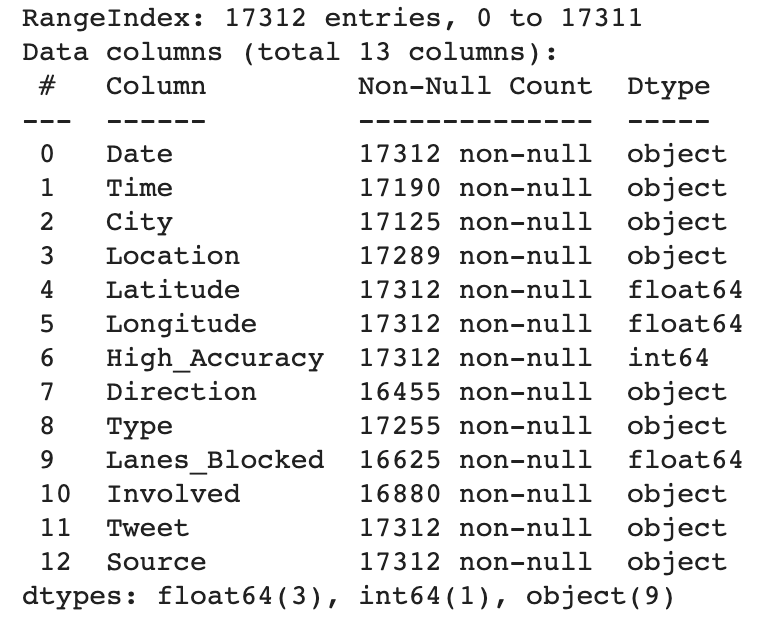 RangeIndex: 17312 entries, 0 to 17311
Data columns (total 13 columns):
 #   Column         Non-Null Count  Dtype
---  ------         --------------  -----
 0   Date           17312 non-null  object
 1   Time           17190 non-null  object
 2   City           17125 non-null  object
 3   Location       17289 non-null  object
 4   Latitude       17312 non-null  float64
 5   Longitude      17312 non-null  float64
 6   High_Accuracy  17312 non-null  int64
 7   Direction      16455 non-null  object
 8   Type           17255 non-null  object
 9   Lanes_Blocked  16625 non-null  float64
 10  Involved       16880 non-null  object
 11  Tweet          17312 non-null  object
 12  Source         17312 non-null  object
dtypes: float64(3), int64(1), object(9)